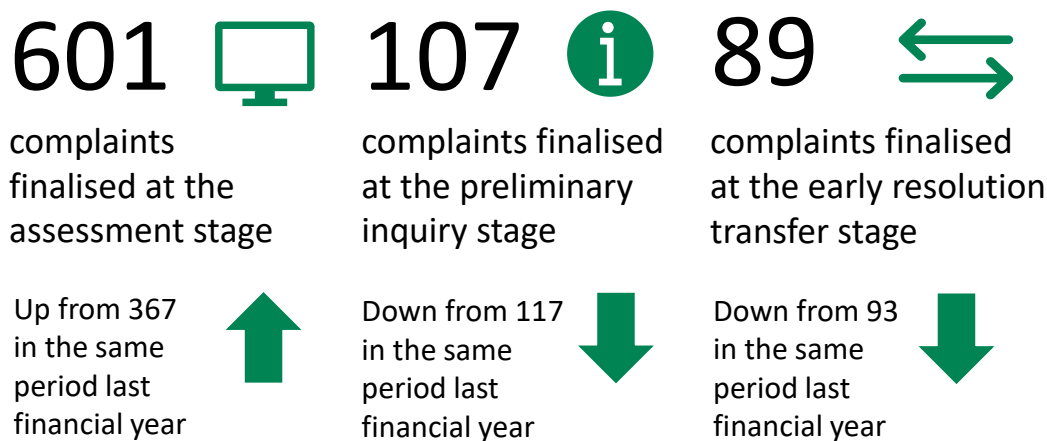 601
complaints
finalised at the
assessment stage
Up from 367
in the same
period last
financial year
107
complaints finalised
at the preliminary
inquiry stage
Down from 117
in the same
period last
financial year
89
complaints finalised
at the early resolution
transfer stage
Down from 93
in the same
period last
financial year